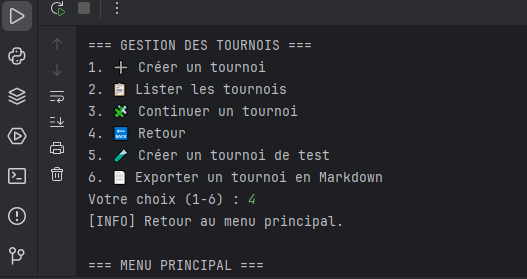 === GESTION DES TOURNOIS ===
1. ➕ Créer un tournoi
2. 📋 Lister les tournois
3. 🧩 Continuer un tournoi
4. 🔙 Retour
5. 🧪 Créer un tournoi de test
6. 📄 Exporter un tournoi en Markdown
Votre choix (1-6) : 4
[INFO] Retour au menu principal.
=== MENU PRINCIPAL ===